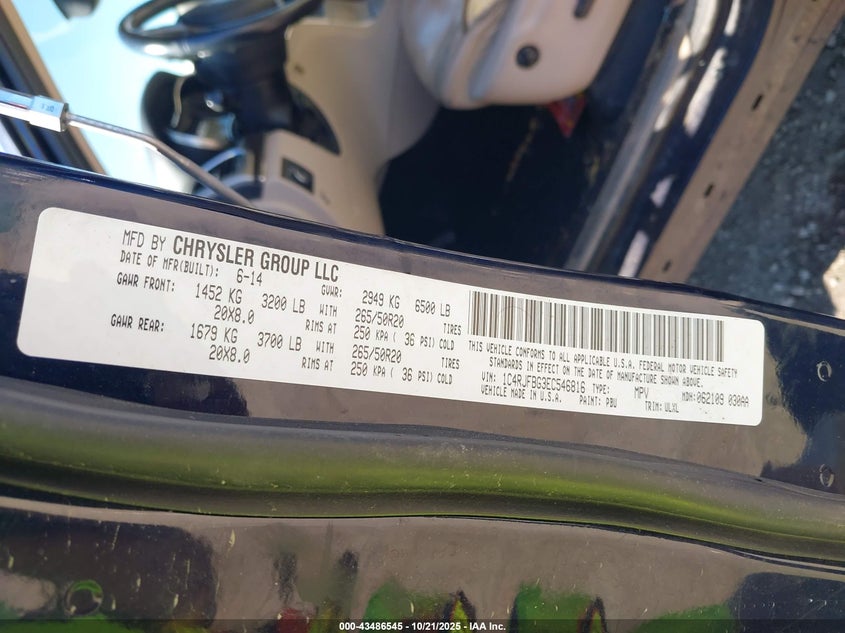 MFD BY CHRYSLER GROUP LLC
DATE OF MFR(BUILT): 6-14
GVWR: 2949 KG 6500 LB
GAWR FRONT: 1452 KG 3200 LB WITH 265/50R20 TIRES
20X8.0 RIMS AT 250 KPA ( 36 PSI) COLD
GAWR REAR: 1679 KG 3700 LB WITH 265/50R20 TIRES
20X8.0 RIMS AT 250 KPA ( 36 PSI) COLD
THIS VEHICLE CONFORMS TO ALL APPLICABLE U.S.A. FEDERAL MOTOR VEHICLE SAFETY
STANDARDS IN EFFECT ON THE DATE OF MANUFACTURE SHOWN ABOVE.
VIN: 1C4RJFBG3EC546816 TYPE: MPV MDH: 062109 030AA
VEHICLE MADE IN U.S.A. PAINT: PBU TRIM: ULXL
000-43486545 - 10/21/2025 - IAA Inc.